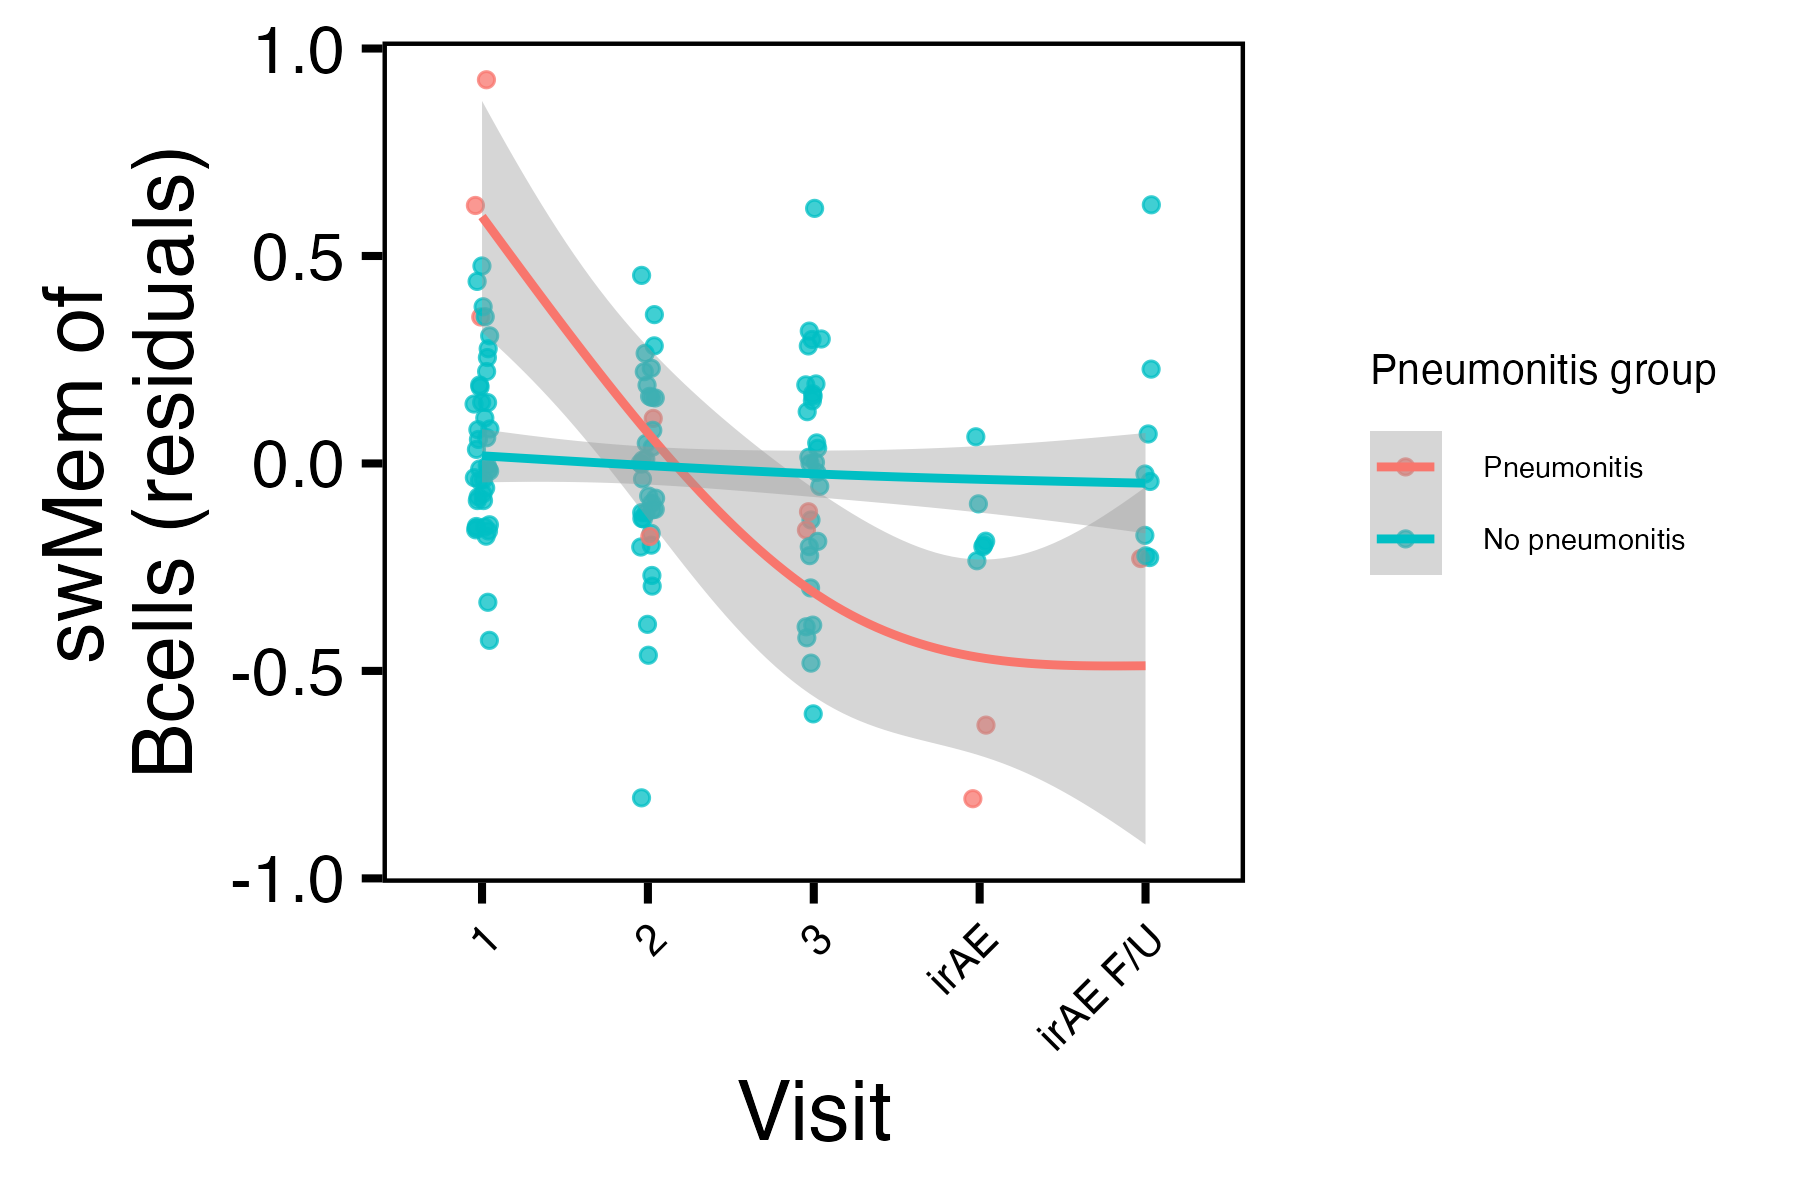 swMem of
Bcells (residuals)
1.0
0.5
0.0
-0.5
-1.0
1
2
3
irAE
irAE F/U
Visit
Pneumonitis group
Pneumonitis
No pneumonitis